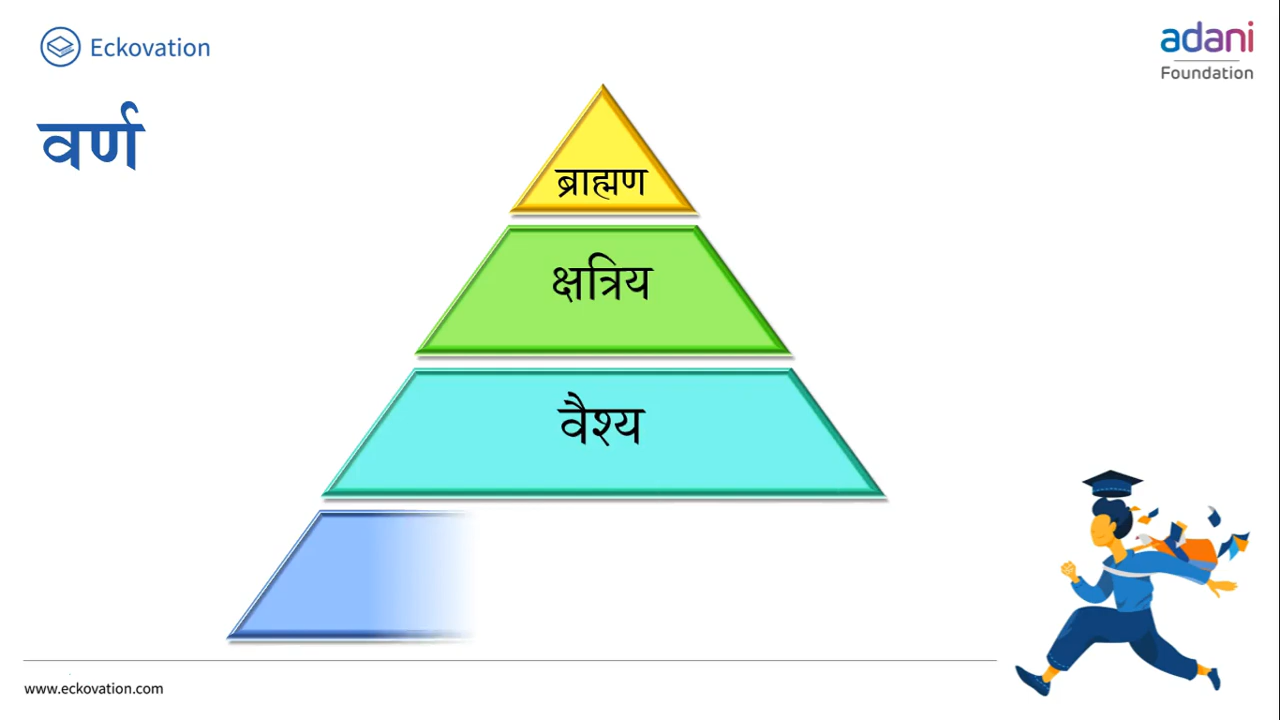 Eckovation
adani
Foundation
वर्ण
ब्राह्मण
क्षत्रिय
वैश्य
www.eckovation.com